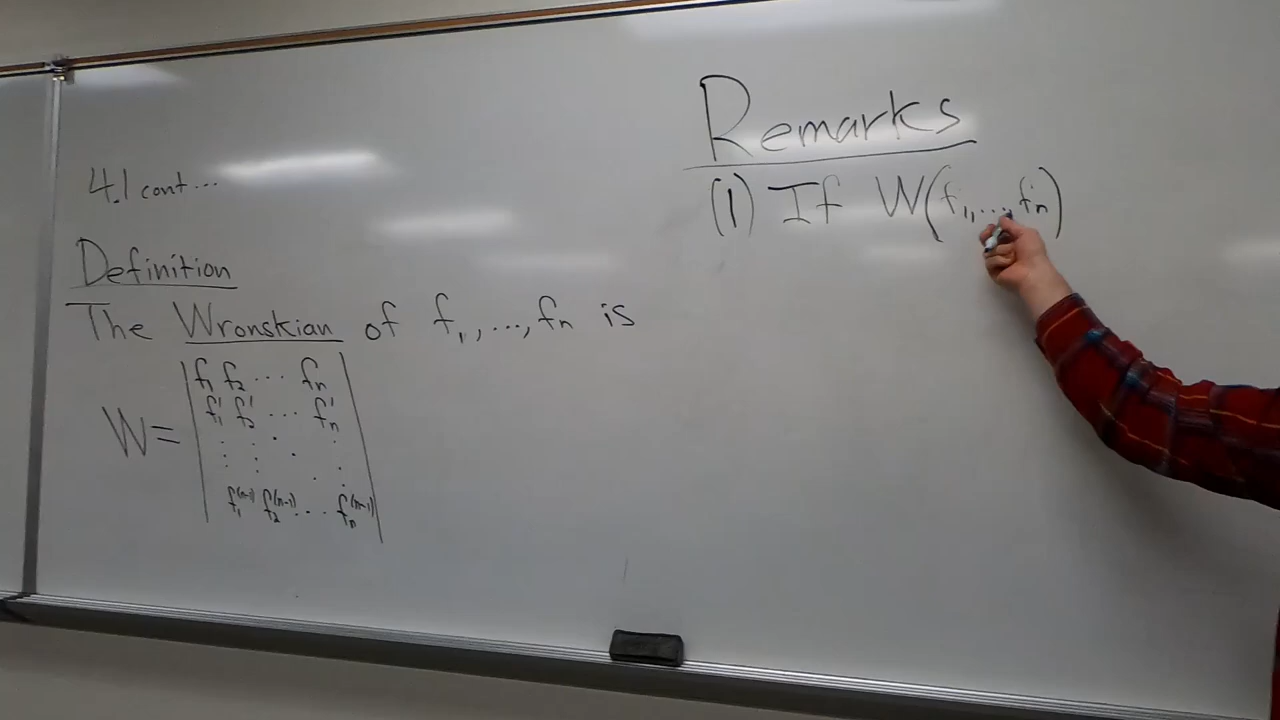 4.1 cont...
Definition
The Wronskian of f₁,...,fₙ is
W=
f₁ f₂ ... fₙ
f₁' f₂' ... fₙ'
f₁⁽ⁿ⁻¹⁾ f₂⁽ⁿ⁻¹⁾ ... fₙ⁽ⁿ⁻¹⁾
Remarks
(1) If W(f₁,...,fₙ)